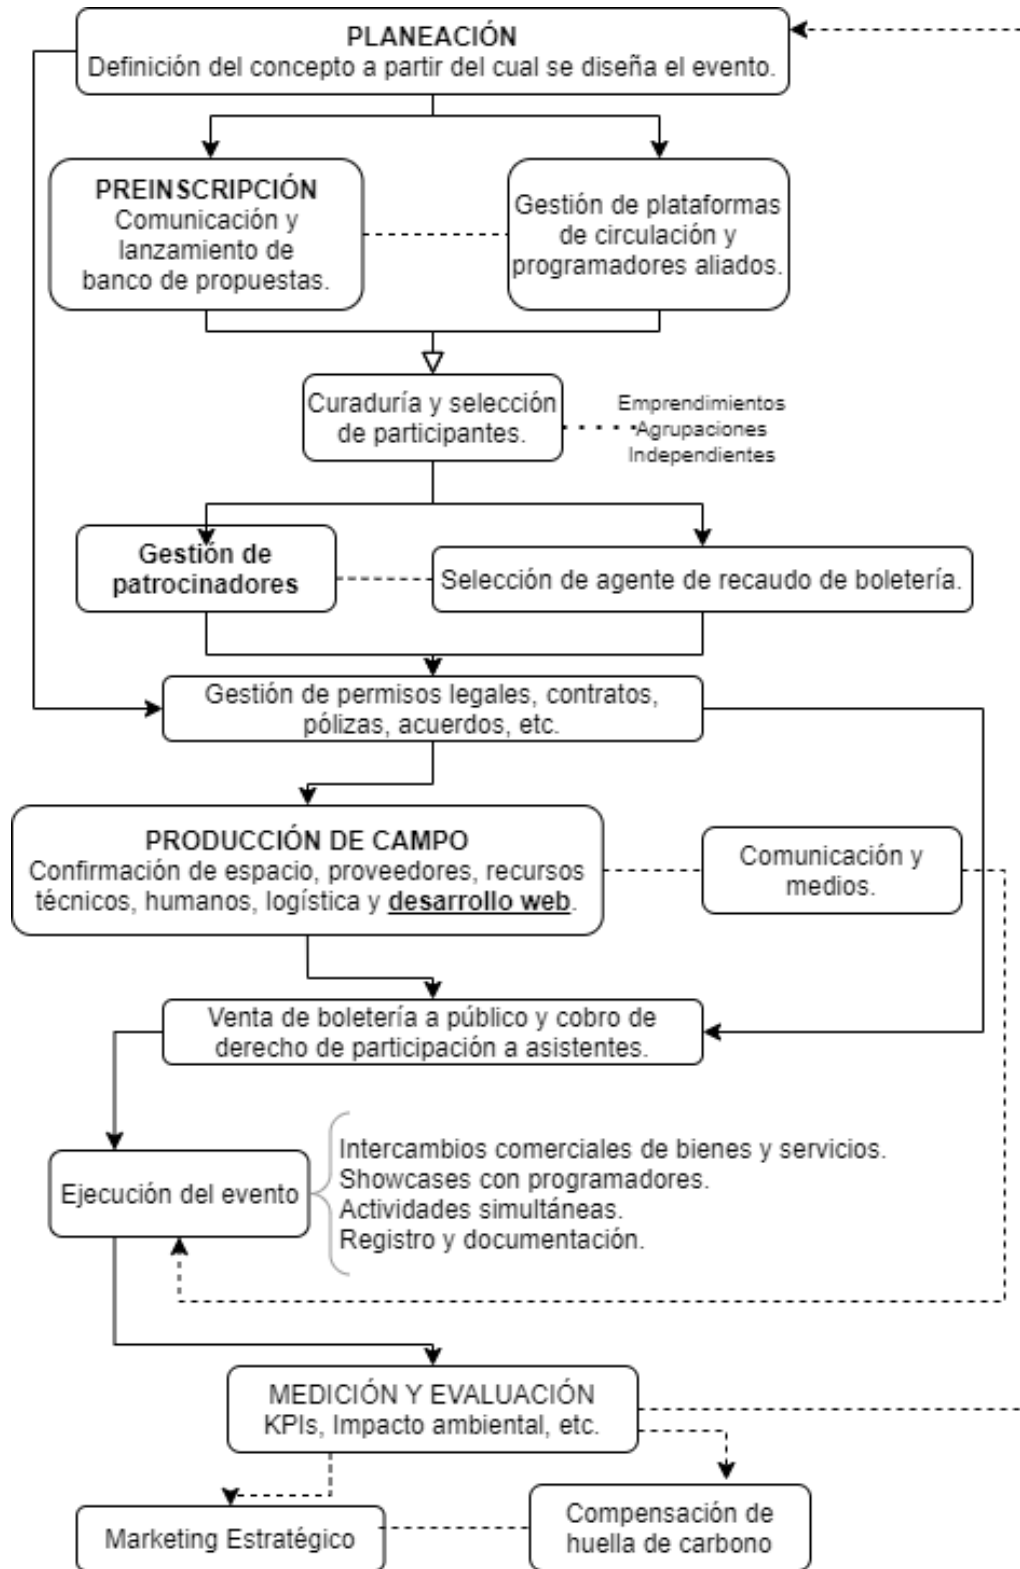 PLANEACIÓN
Definición del concepto a partir del cual se diseña el evento.
PREINSCRIPCIÓN
Comunicación y
lanzamiento de
banco de propuestas.
Gestión de plataformas
de circulación y
programadores aliados.
Curaduría y selección
de participantes.
Emprendimientos
Agrupaciones
Independientes
Gestión de
patrocinadores
Selección de agente de recaudo de boletería.
Gestión de permisos legales, contratos,
pólizas, acuerdos, etc.
PRODUCCIÓN DE CAMPO
Confirmación de espacio, proveedores, recursos
técnicos, humanos, logística y desarrollo web.
Comunicación y
medios.
Venta de boletería a público y cobro de
derecho de participación a asistentes.
Ejecución del evento
Intercambios comerciales de bienes y servicios.
Showcases con programadores.
Actividades simultáneas.
Registro y documentación.
MEDICIÓN Y EVALUACIÓN
KPIs, Impacto ambiental, etc.
Marketing Estratégico
Compensación de
huella de carbono